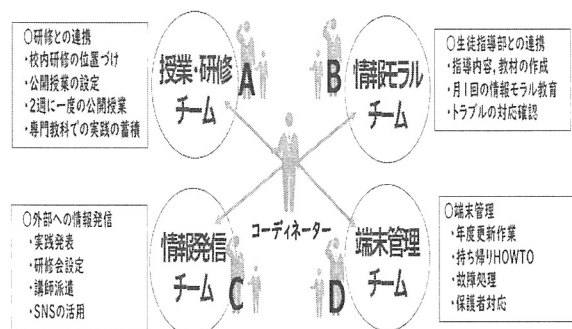 ○研修との連携
・校内研修の位置づけ
・公開授業の設定
・2週に一度の公開授業
・専門教科での実践の蓄積
授業・研修
チーム
A
B
情報モラル
チーム
○生徒指導部との連携
・指導内容,教材の作成
・月1回の情報モラル教育
・トラブルの対応確認
コーディネーター
○外部への情報発信
・実践発表
・研修会設定
・講師派遣
・SNSの活用
情報発信
チーム
C
D
端末管理
チーム
○端末管理
・年度更新作業
・持ち帰りHOWTO
・故障処理
・保護者対応